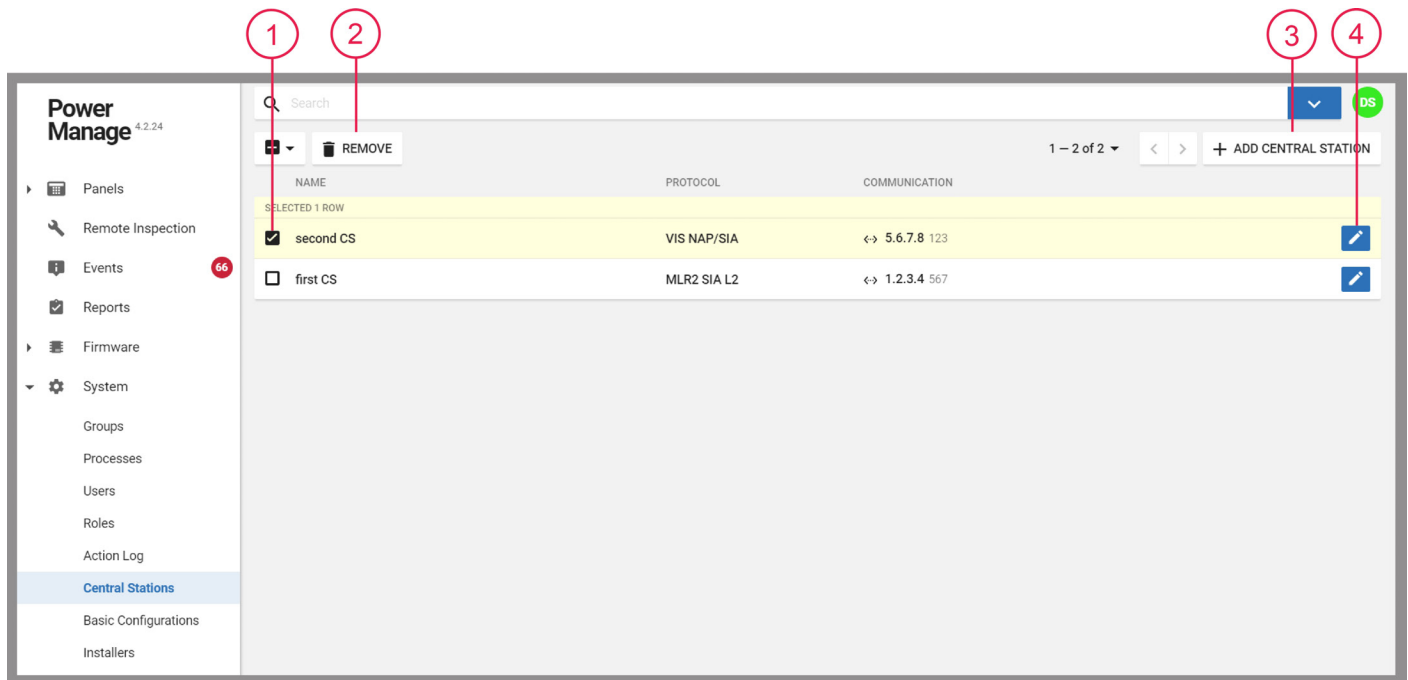 1 2 3 4
Power
Manage 4.2.24
Search
DS
REMOVE
1 – 2 of 2
ADD CENTRAL STATION
NAME PROTOCOL COMMUNICATION
SELECTED 1 ROW
second CS VIS NAP/SIA 5.6.7.8 123
first CS MLR2 SIA L2 1.2.3.4 567
Panels
Remote Inspection
Events 66
Reports
Firmware
System
Groups
Processes
Users
Roles
Action Log
Central Stations
Basic Configurations
Installers